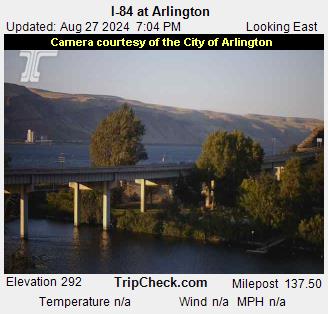 I-84 at Arlington
Updated: Aug 27 2024 7:04 PM Looking East
Camera courtesy of the City of Arlington
Elevation 292 TripCheck.com Milepost 137.50
Temperature n/a Wind n/a MPH n/a